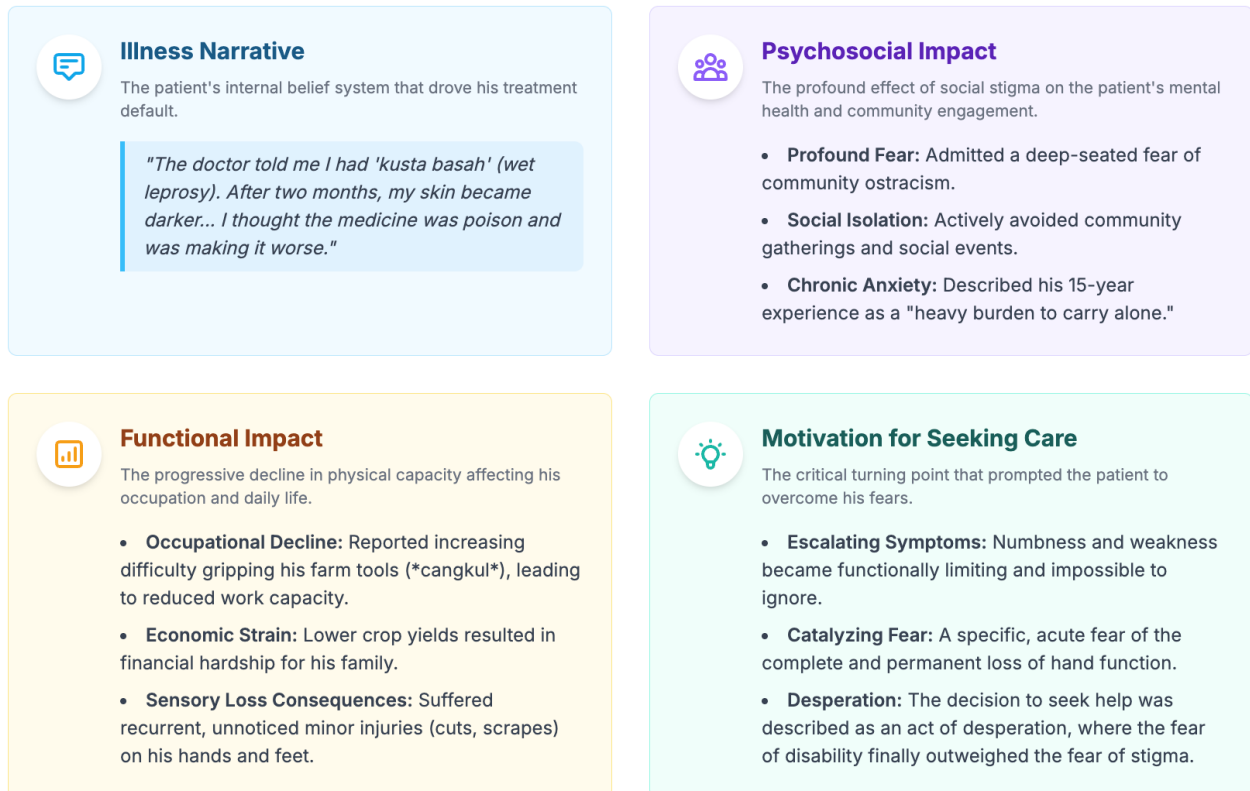 Illness Narrative
The patient's internal belief system that drove his treatment
default.
"The doctor told me I had 'kusta basah' (wet
leprosy). After two months, my skin became
darker... I thought the medicine was poison and
was making it worse."
Psychosocial Impact
The profound effect of social stigma on the patient's mental
health and community engagement.
• Profound Fear: Admitted a deep-seated fear of
community ostracism.
• Social Isolation: Actively avoided community
gatherings and social events.
• Chronic Anxiety: Described his 15-year
experience as a "heavy burden to carry alone."
Functional Impact
The progressive decline in physical capacity affecting his
occupation and daily life.
• Occupational Decline: Reported increasing
difficulty gripping his farm tools (*cangkul*), leading
to reduced work capacity.
• Economic Strain: Lower crop yields resulted in
financial hardship for his family.
• Sensory Loss Consequences: Suffered
recurrent, unnoticed minor injuries (cuts, scrapes)
on his hands and feet.
Motivation for Seeking Care
The critical turning point that prompted the patient to
overcome his fears.
• Escalating Symptoms: Numbness and weakness
became functionally limiting and impossible to
ignore.
• Catalyzing Fear: A specific, acute fear of the
complete and permanent loss of hand function.
• Desperation: The decision to seek help was
described as an act of desperation, where the fear
of disability finally outweighed the fear of stigma.